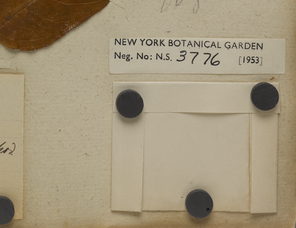 NEW YORK BOTANICAL GARDEN
Neg. No: N.S. 3776 [1953]